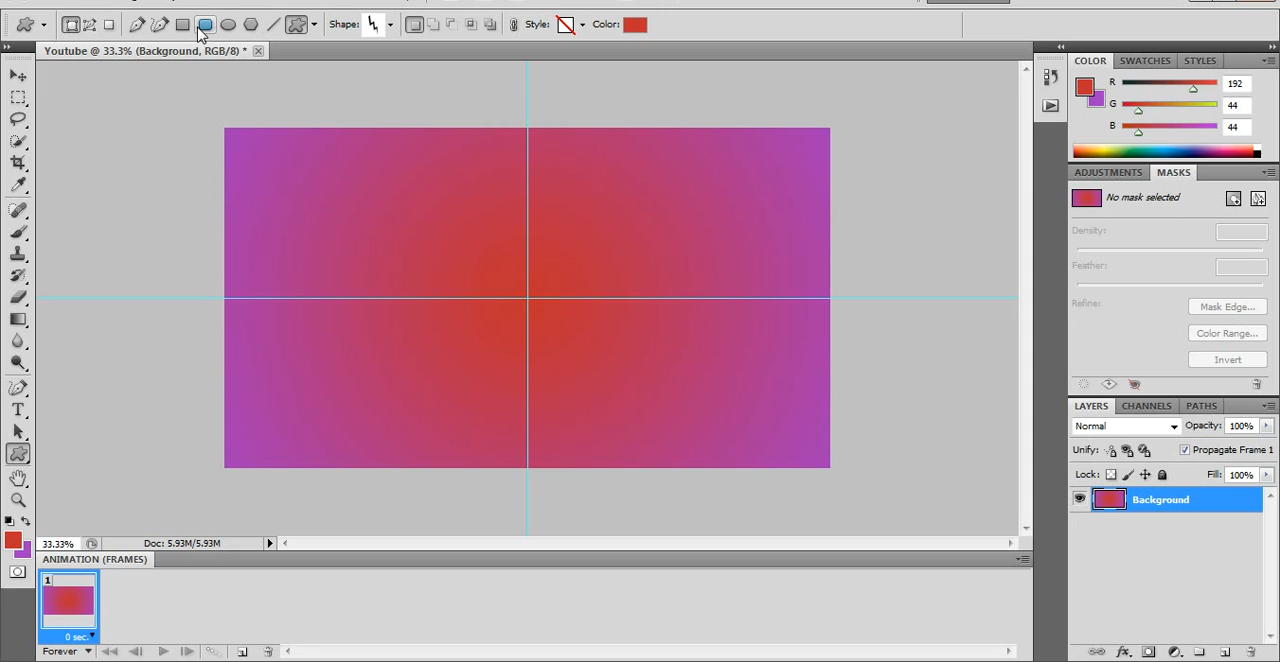 Shape: Style: Color:
Youtube @ 33.3% (Background, RGB/8) *
COLOR SWATCHES STYLES
R 192
G 44
B 44
ADJUSTMENTS MASKS
No mask selected
Density:
Feather:
Refine: Mask Edge...
Color Range...
Invert
LAYERS CHANNELS PATHS
Normal Opacity: 100%
Unify: Propagate Frame 1
Lock: Fill: 100%
Background
33.33% Doc: 5.93M/5.93M
ANIMATION (FRAMES)
1
0 sec.
Forever